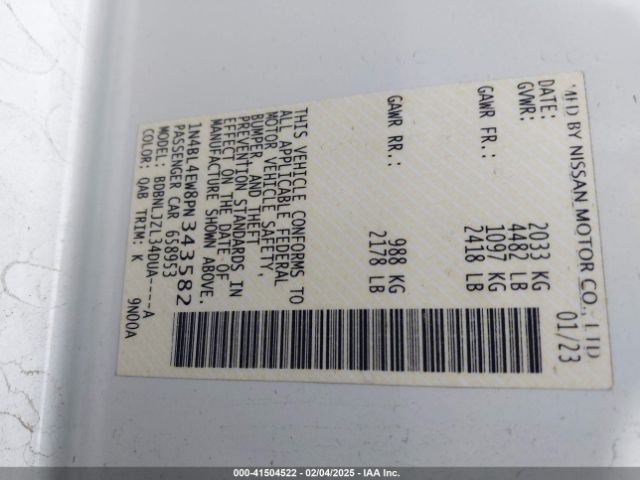 MFD BY NISSAN MOTOR CO., LTD
DATE: 01/23
GVWR: 2033 KG
4482 LB
GAWR FR.: 1097 KG
2418 LB
GAWR RR.: 988 KG
2178 LB
THIS VEHICLE CONFORMS TO
ALL APPLICABLE FEDERAL
MOTOR VEHICLE SAFETY,
BUMPER, AND THEFT
PREVENTION STANDARDS IN
EFFECT ON THE DATE OF
MANUFACTURE SHOWN ABOVE.
1N4BL4EW8PN343582
PASSENGER CAR 658953
MODEL: BDBNLJZL34DUA----A
COLOR: QAB TRIM: K 9N00A
000-41504522 - 02/04/2025 - IAA Inc.